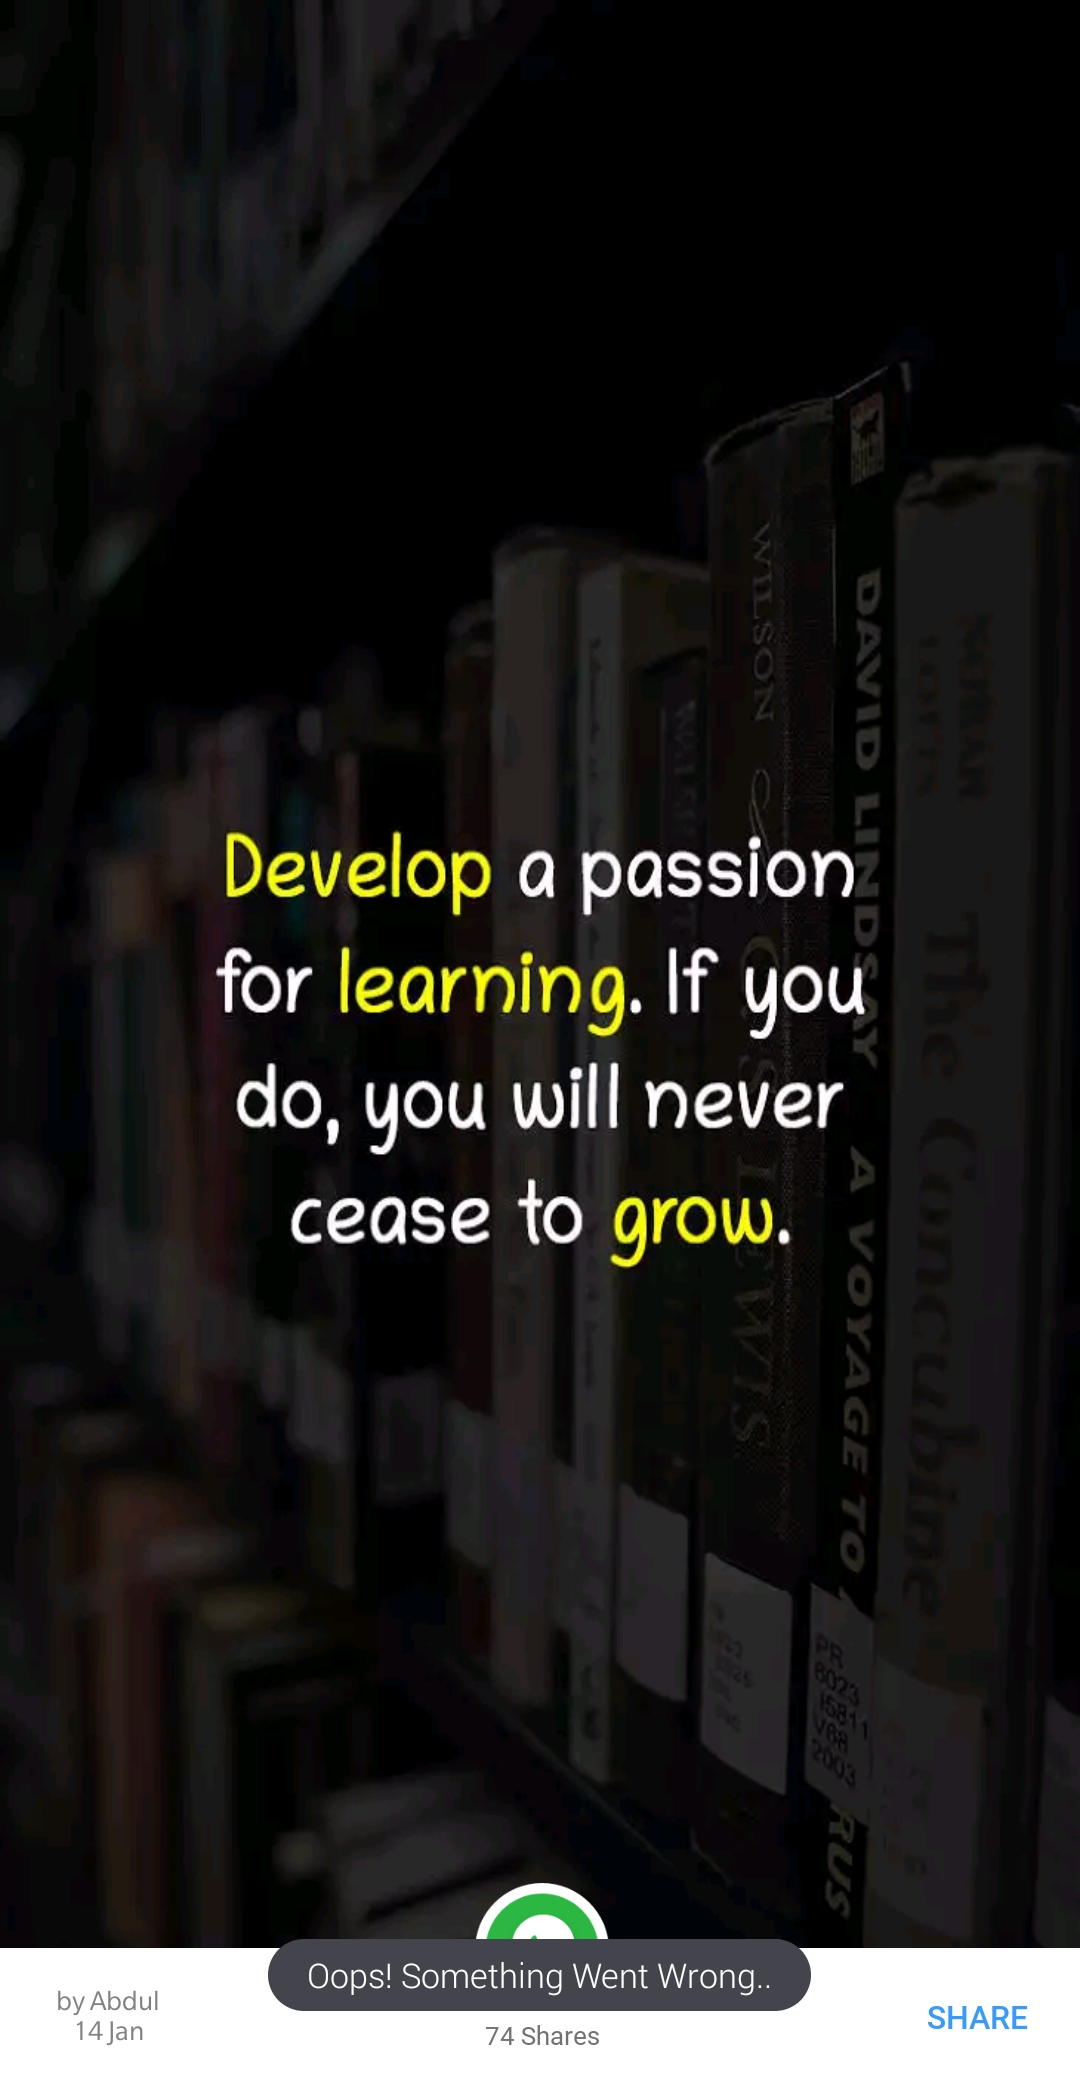 WILSON
DAVID LINDSAY A VOYAGE TO
The Concubine
Develop a passion
for learning. If you
do, you will never
cease to grow.
PR
6023
I5811
V68
2003
RUS
Oops! Something Went Wrong..
by Abdul
14 Jan
74 Shares
SHARE